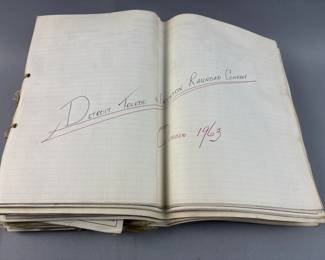 Detroit Toledo & Ironton Railroad Company
October 1963